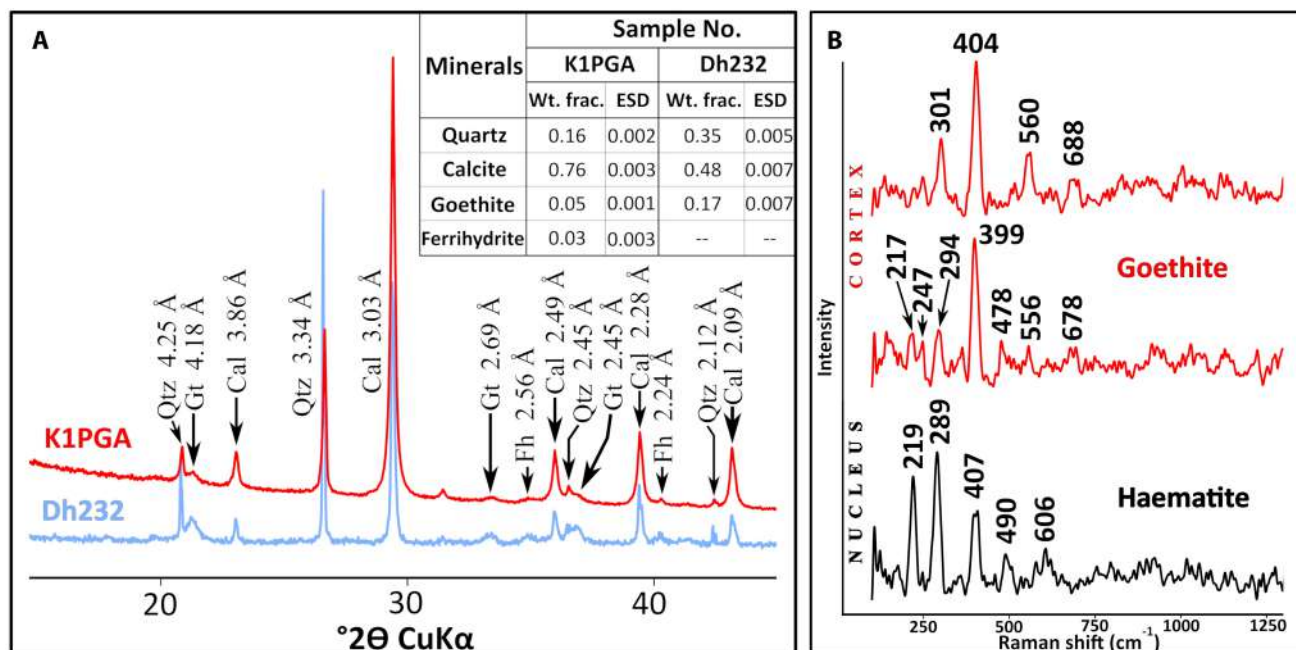 A
Sample No.
Minerals K1PGA Dh232
Wt. frac. ESD Wt. frac. ESD
Quartz 0.16 0.002 0.35 0.005
Calcite 0.76 0.003 0.48 0.007
Goethite 0.05 0.001 0.17 0.007
Ferrihydrite 0.03 0.003 -- --
Qtz 4.25 Å
Gt 4.18 Å
Cal 3.86 Å
Qtz 3.34 Å
Cal 3.03 Å
Gt 2.69 Å
Fh 2.56 Å
Cal 2.49 Å
Qtz 2.45 Å
Gt 2.45 Å
Cal 2.28 Å
Fh 2.24 Å
Qtz 2.12 Å
Cal 2.09 Å
K1PGA
Dh232
20 30 40
°2Θ CuKα
B
404
301
560
688
CORTEX
399
217
247
294
478
556
678
Goethite
Intensity
NUCLEUS
219
289
407
490
606
Haematite
250 500 750 1000 1250
Raman shift (cm⁻¹)